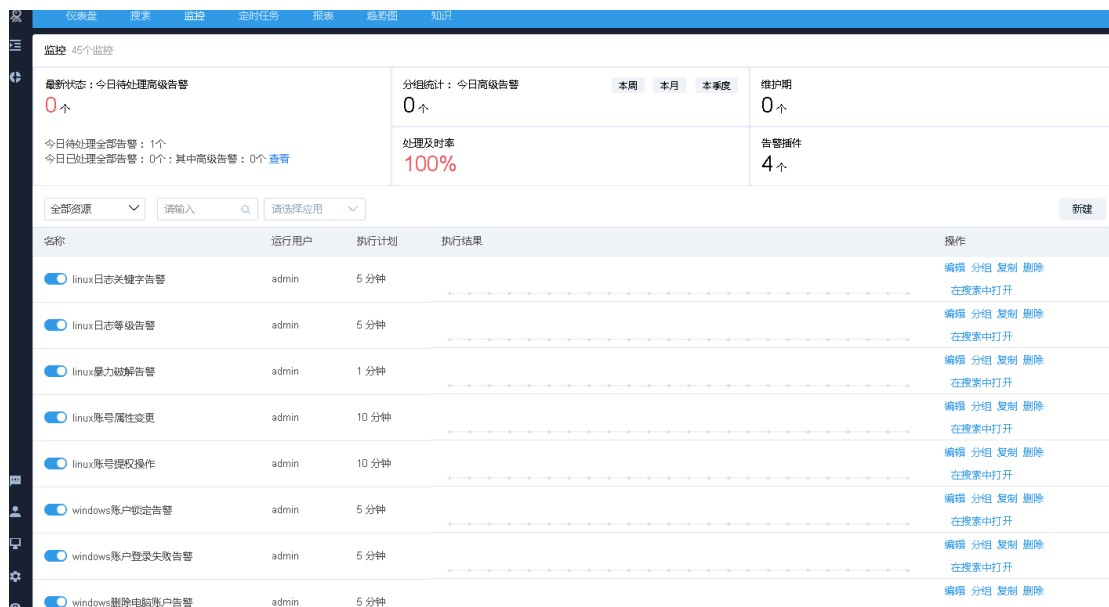 仪表盘 搜索 监控 定时任务 报表 趋势图 知识
监控 45个监控
最新状态：今日待处理高级告警
0 个
今日待处理全部告警： 1个
今日已处理全部告警： 0个；其中高级告警： 0个 查看
分组统计： 今日高级告警 本周 本月 本季度
0 个
维护期
0 个
处理及时率
100%
告警插件
4 个
全部资源 请输入 请选择应用 新建
名称 运行用户 执行计划 执行结果 操作
linux日志关键字告警 admin 5 分钟 编辑 分组 复制 删除
在搜索中打开
linux日志等级告警 admin 5 分钟 编辑 分组 复制 删除
在搜索中打开
linux暴力破解告警 admin 1 分钟 编辑 分组 复制 删除
在搜索中打开
linux账号属性变更 admin 10 分钟 编辑 分组 复制 删除
在搜索中打开
linux账号提权操作 admin 10 分钟 编辑 分组 复制 删除
在搜索中打开
windows账户锁定告警 admin 5 分钟 编辑 分组 复制 删除
在搜索中打开
windows账户登录失败告警 admin 5 分钟 编辑 分组 复制 删除
在搜索中打开
windows删除电脑账户告警 admin 5 分钟 编辑 分组 复制 删除